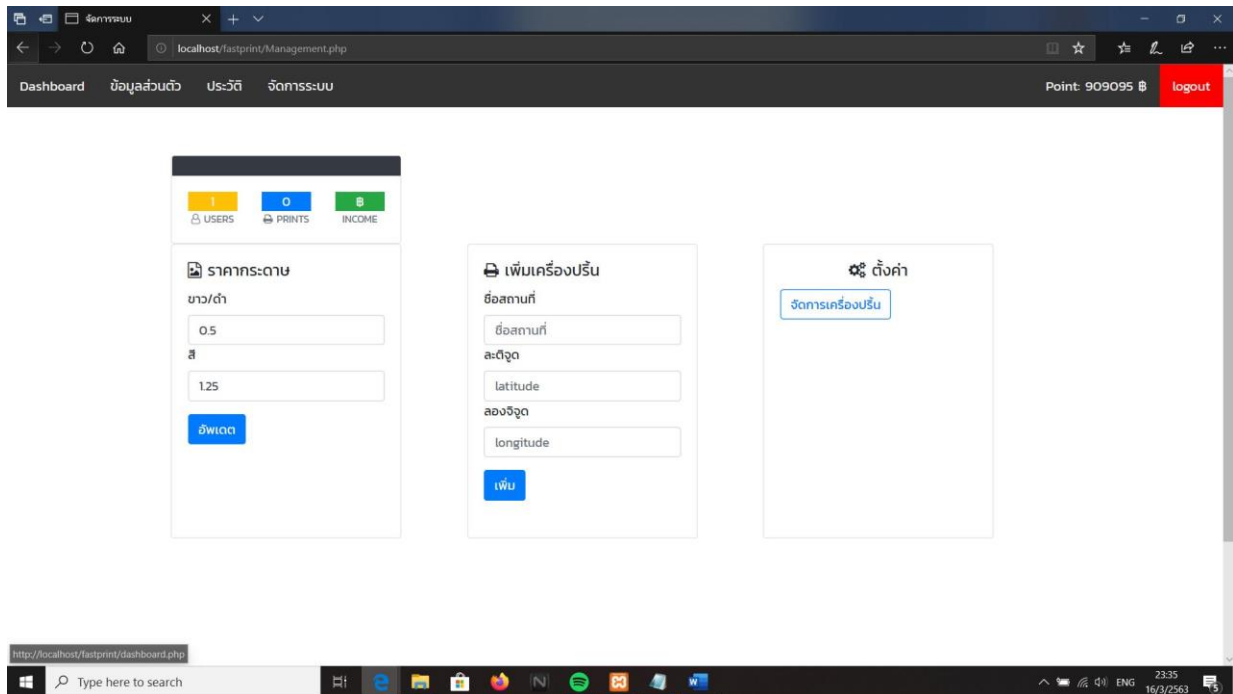 จัดการระบบ
localhost/fastprint/Management.php
Dashboard ข้อมูลส่วนตัว ประวัติ จัดการระบบ Point: 909095 ฿ logout
1 0 ฿
USERS PRINTS INCOME
ราคากระดาษ
ขาว/ดำ
0.5
สี
1.25
อัพเดต
เพิ่มเครื่องปริ้น
ชื่อสถานที่
ชื่อสถานที่
ละติจูด
latitude
ลองจิจูด
longitude
เพิ่ม
ตั้งค่า
จัดการเครื่องปริ้น
http://localhost/fastprint/dashboard.php
Type here to search
ENG
23:35
16/3/2563
5